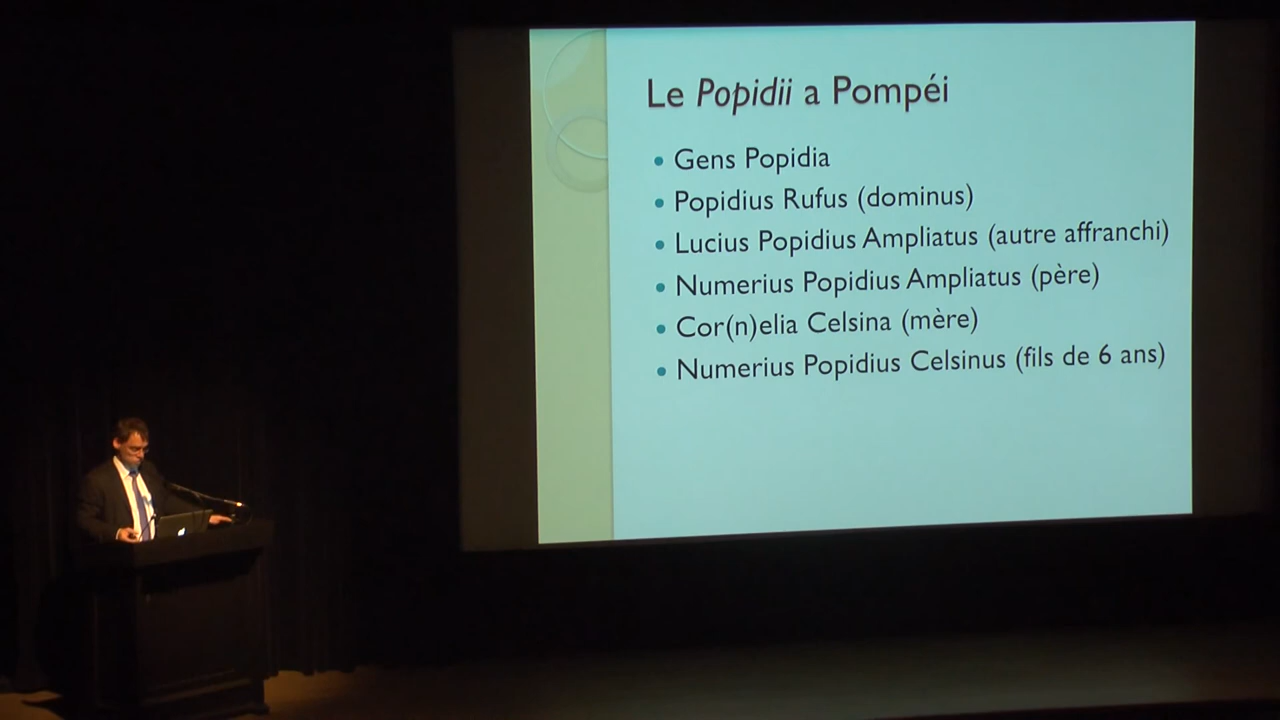 Le Popidii a Pompéi
Gens Popidia
Popidius Rufus (dominus)
Lucius Popidius Ampliatus (autre affranchi)
Numerius Popidius Ampliatus (père)
Cor(n)elia Celsina (mère)
Numerius Popidius Celsinus (fils de 6 ans)